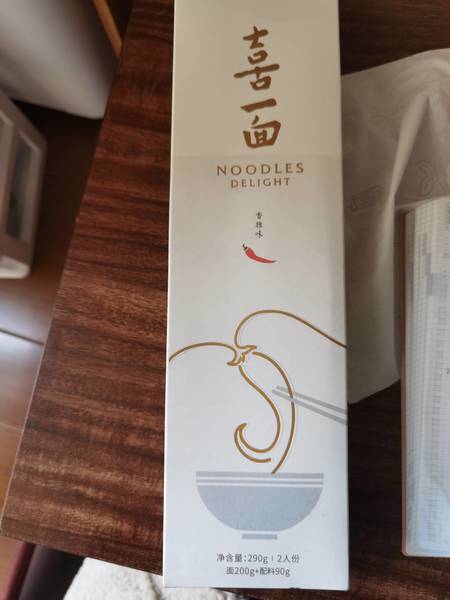 喜一面
NOODLES
DELIGHT
香辣味
净含量:290g | 2人份
面200g+配料90g